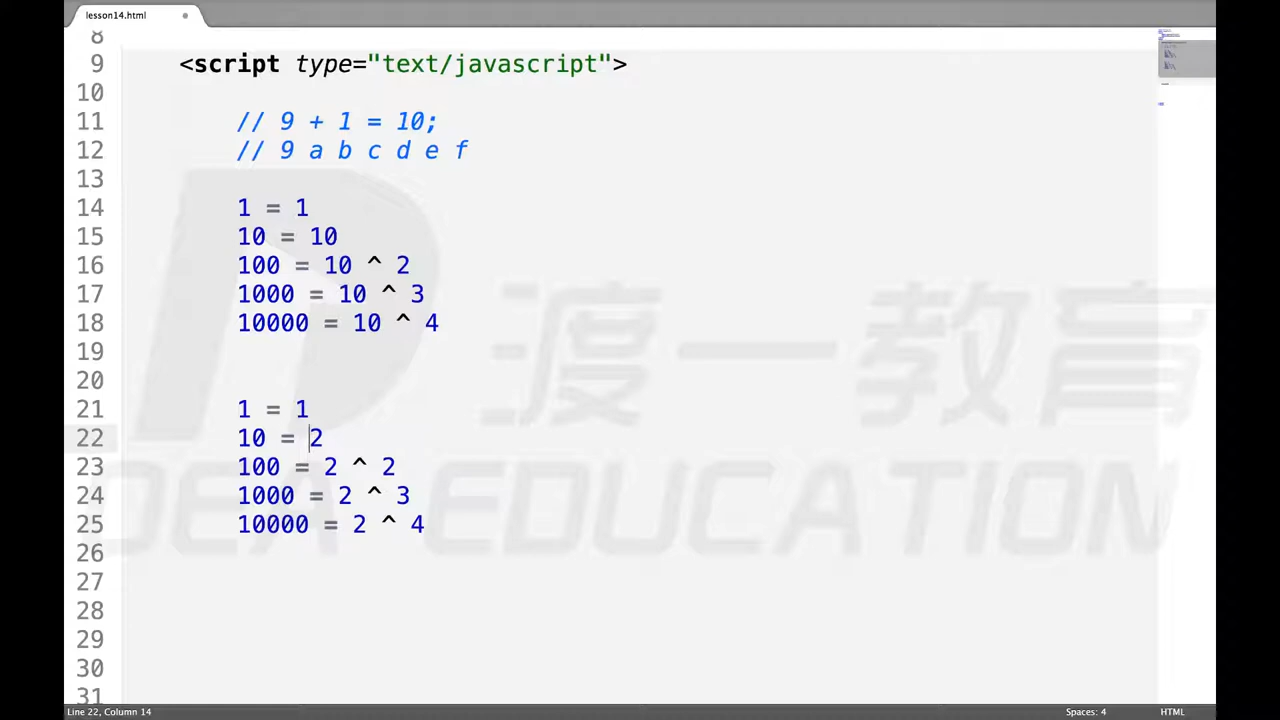 lesson14.html
8
9 <script type="text/javascript">
10
11 // 9 + 1 = 10;
12 // 9 a b c d e f
13
14 1 = 1
15 10 = 10
16 100 = 10 ^ 2
17 1000 = 10 ^ 3
18 10000 = 10 ^ 4
19
20
21 1 = 1
22 10 = 2
23 100 = 2 ^ 2
24 1000 = 2 ^ 3
25 10000 = 2 ^ 4
26
27
28
29
30
31
渡一教育
IDEA EDUCATION
Line 22, Column 14
Spaces: 4
HTML